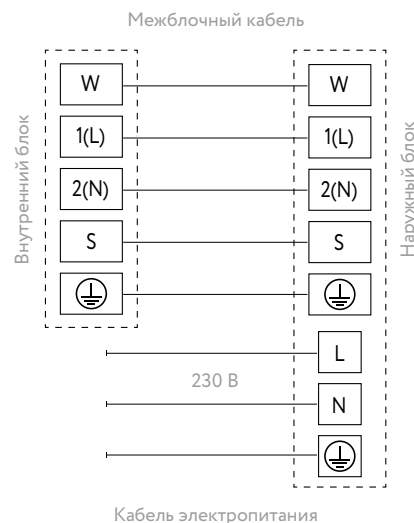 Межблочный кабель
Внутренний блок
Наружный блок
W W
1(L) 1(L)
2(N) 2(N)
S S
L
230 В
N
Кабель электропитания